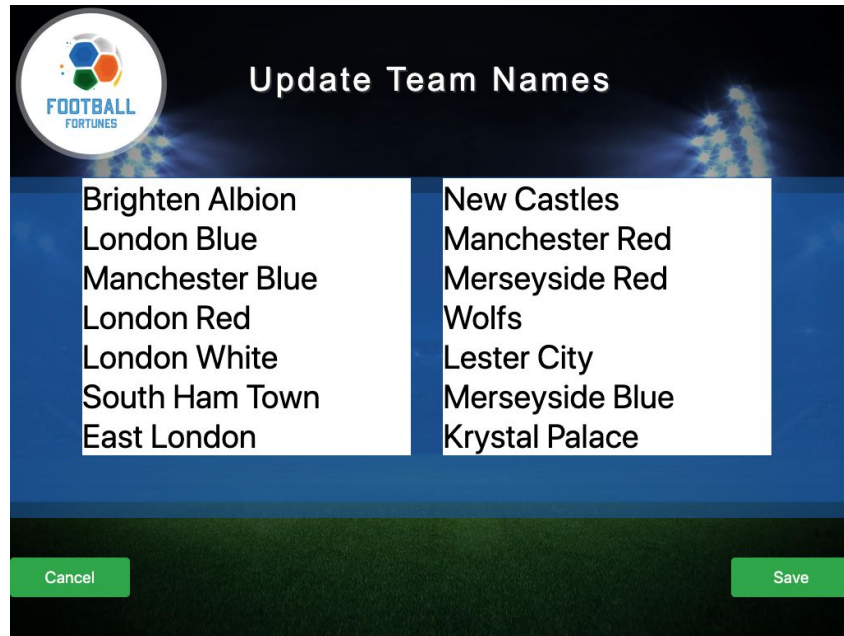 FOOTBALL
FORTUNES
Update Team Names
Brighten Albion
London Blue
Manchester Blue
London Red
London White
South Ham Town
East London
New Castles
Manchester Red
Merseyside Red
Wolfs
Lester City
Merseyside Blue
Krystal Palace
Cancel
Save